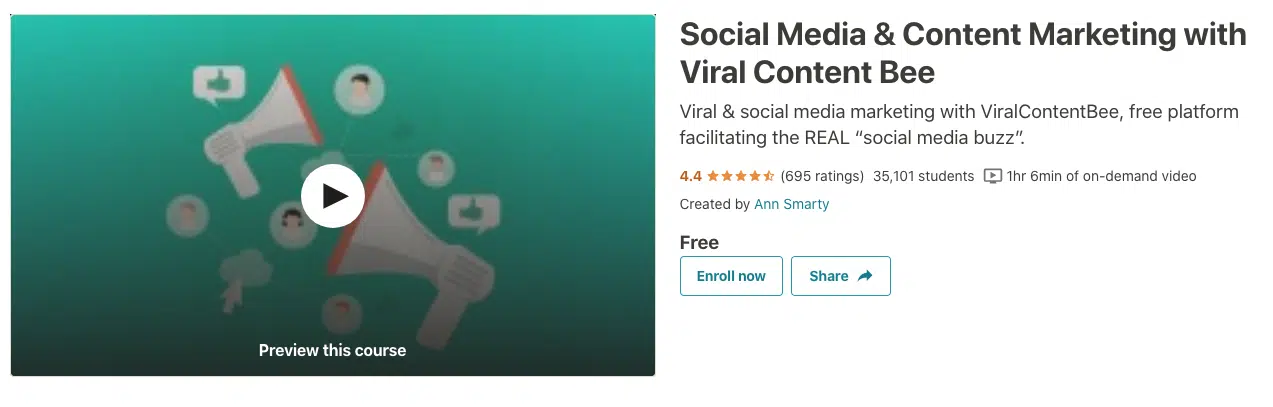 Social Media & Content Marketing with
Viral Content Bee
Viral & social media marketing with ViralContentBee, free platform
facilitating the REAL “social media buzz”.
4.4 (695 ratings) 35,101 students 1hr 6min of on-demand video
Created by Ann Smarty
Free
Enroll now Share
Preview this course